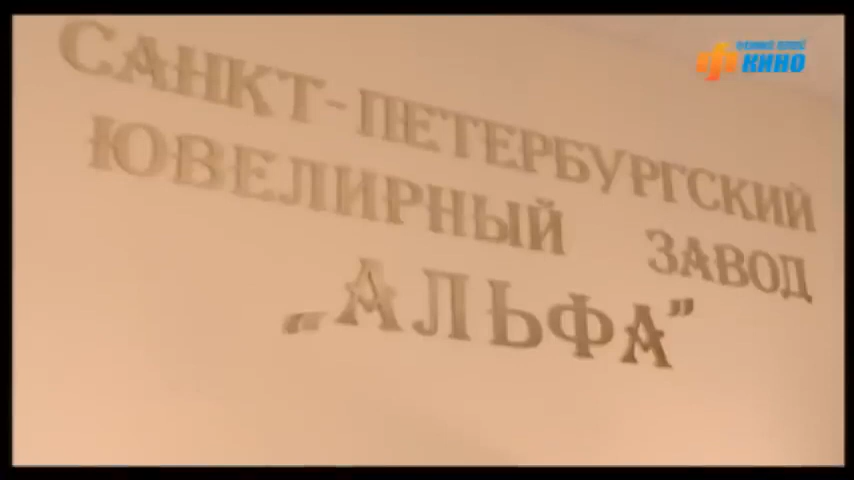 САНКТ-ПЕТЕРБУРГСКИЙ
ЮВЕЛИРНЫЙ ЗАВОД
„АЛЬФА”
КИНО